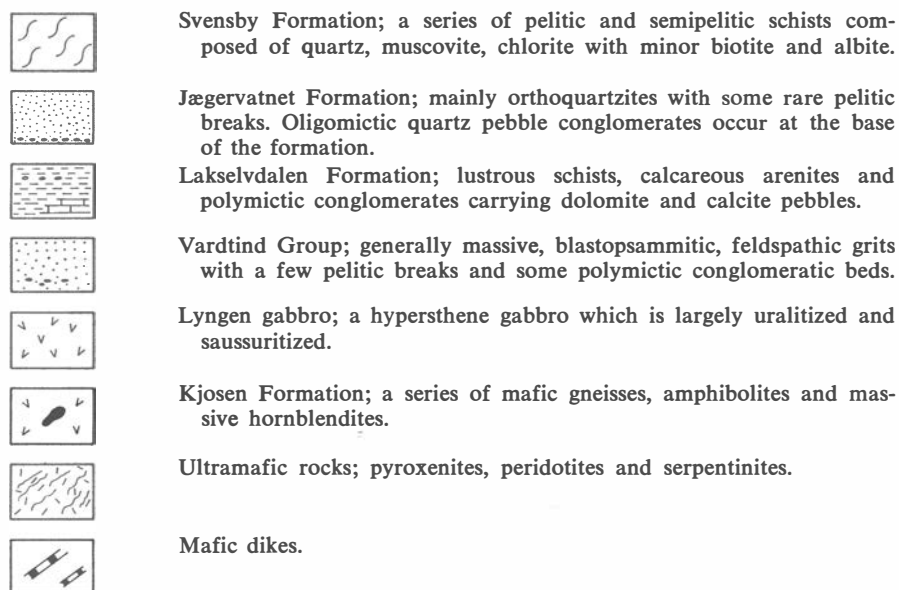 Svensby Formation; a series of pelitic and semipelitic schists com-
posed of quartz, muscovite, chlorite with minor biotite and albite.
Jægervatnet Formation; mainly orthoquartzites with some rare pelitic
breaks. Oligomictic quartz pebble conglomerates occur at the base
of the formation.
Lakselvdalen Formation; lustrous schists, calcareous arenites and
polymictic conglomerates carrying dolomite and calcite pebbles.
Vardtind Group; generally massive, blastopsammitic, feldspathic grits
with a few pelitic breaks and some polymictic conglomeratic beds.
Lyngen gabbro; a hypersthene gabbro which is largely uralitized and
saussuritized.
Kjosen Formation; a series of mafic gneisses, amphibolites and mas-
sive hornblendites.
Ultramafic rocks; pyroxenites, peridotites and serpentinites.
Mafic dikes.